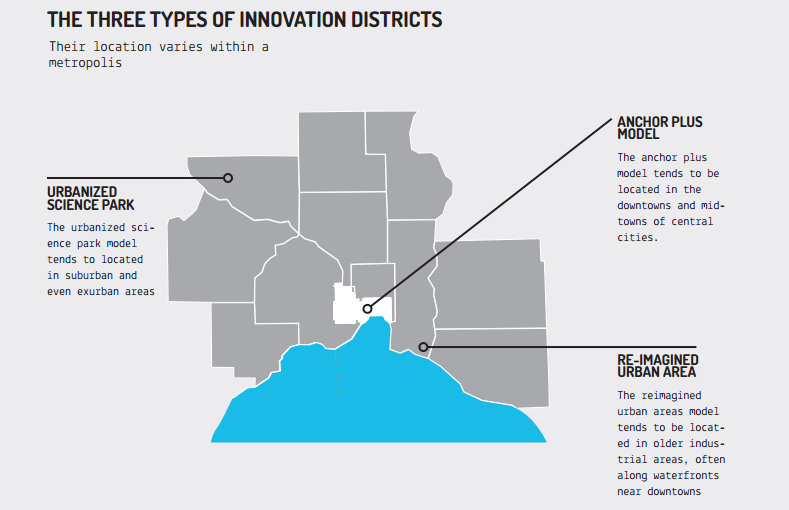 THE THREE TYPES OF INNOVATION DISTRICTS
Their location varies within a
metropolis
ANCHOR PLUS
MODEL
The anchor plus
model tends to be
located in the
downtowns and mid-
towns of central
cities.
URBANIZED
SCIENCE PARK
The urbanized sci-
ence park model
tends to located
in suburban and
even exurban areas
RE-IMAGINED
URBAN AREA
The reimagined
urban areas model
tends to be locat-
ed in older indus-
trial areas, often
along waterfronts
near downtowns